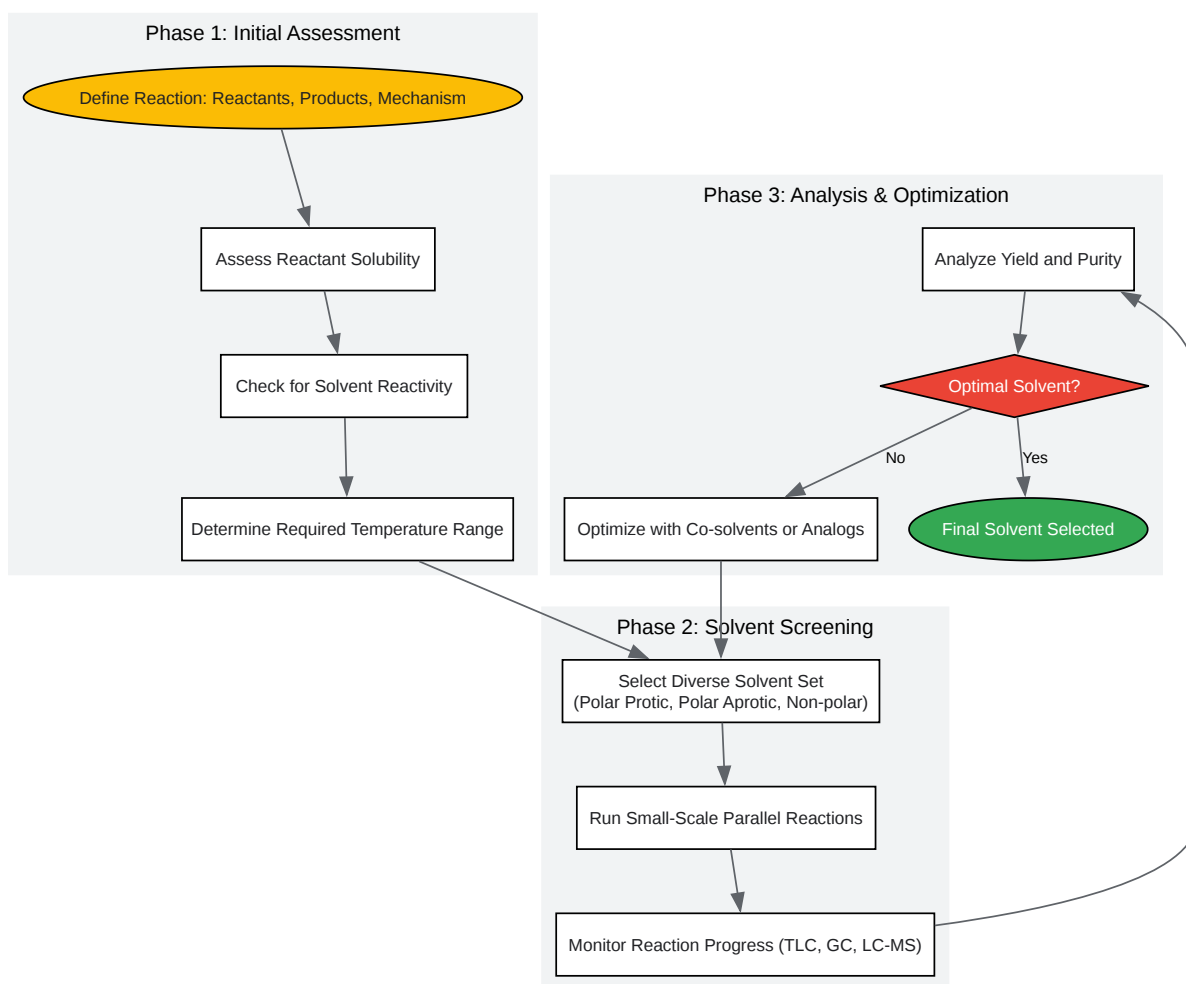 Phase 1: Initial Assessment
Define Reaction: Reactants, Products, Mechanism
Assess Reactant Solubility
Check for Solvent Reactivity
Determine Required Temperature Range
Phase 3: Analysis & Optimization
Analyze Yield and Purity
Optimal Solvent?
No
Yes
Optimize with Co-solvents or Analogs
Final Solvent Selected
Phase 2: Solvent Screening
Select Diverse Solvent Set
(Polar Protic, Polar Aprotic, Non-polar)
Run Small-Scale Parallel Reactions
Monitor Reaction Progress (TLC, GC, LC-MS)